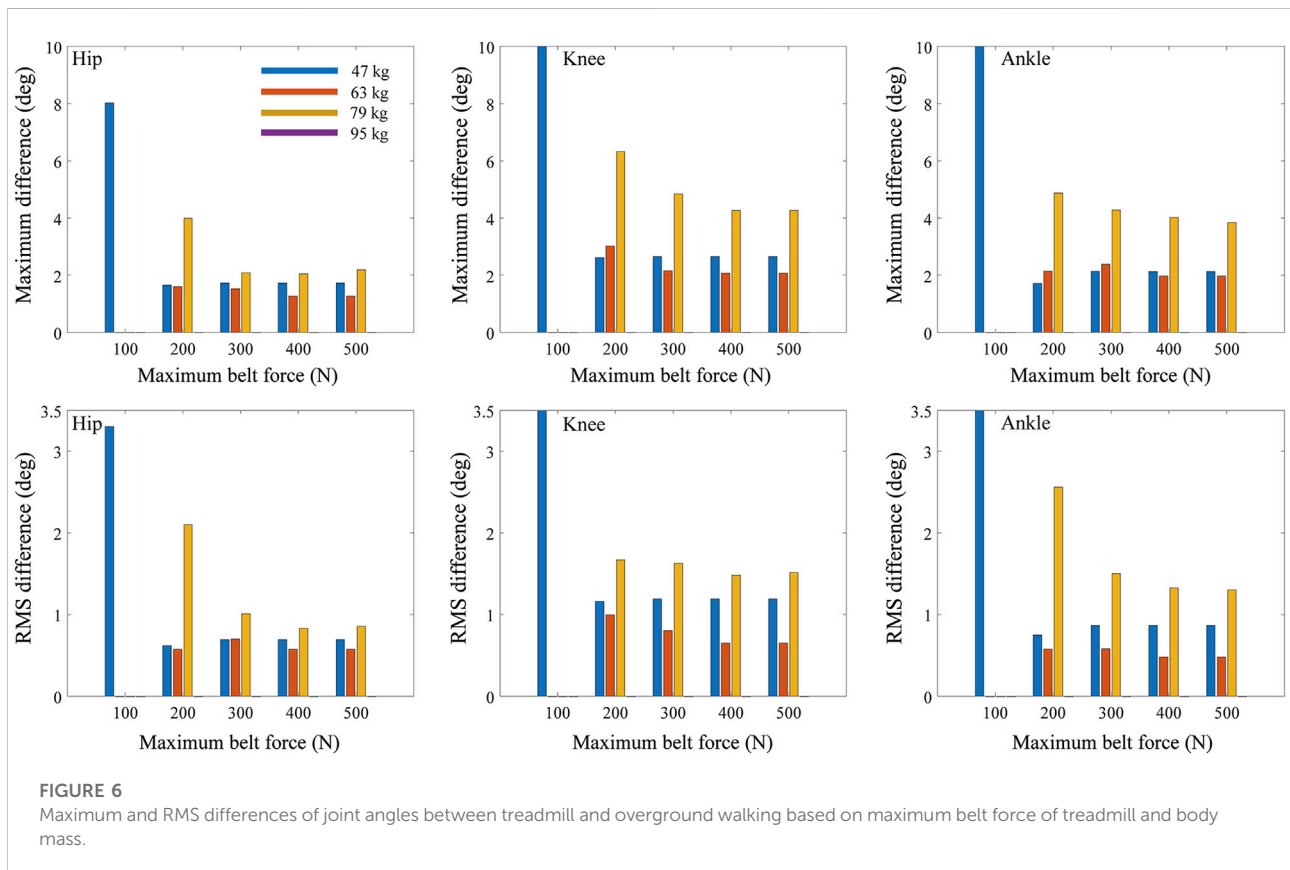 Hip
47 kg
63 kg
79 kg
95 kg
Maximum difference (deg)
10
8
6
4
2
0
100 200 300 400 500
Maximum belt force (N)
Knee
Maximum difference (deg)
10
8
6
4
2
0
100 200 300 400 500
Maximum belt force (N)
Ankle
Maximum difference (deg)
10
8
6
4
2
0
100 200 300 400 500
Maximum belt force (N)
Hip
RMS difference (deg)
3.5
3
2
1
0
100 200 300 400 500
Maximum belt force (N)
Knee
RMS difference (deg)
3.5
3
2
1
0
100 200 300 400 500
Maximum belt force (N)
Ankle
RMS difference (deg)
3.5
3
2
1
0
100 200 300 400 500
Maximum belt force (N)
FIGURE 6
Maximum and RMS differences of joint angles between treadmill and overground walking based on maximum belt force of treadmill and body
mass.